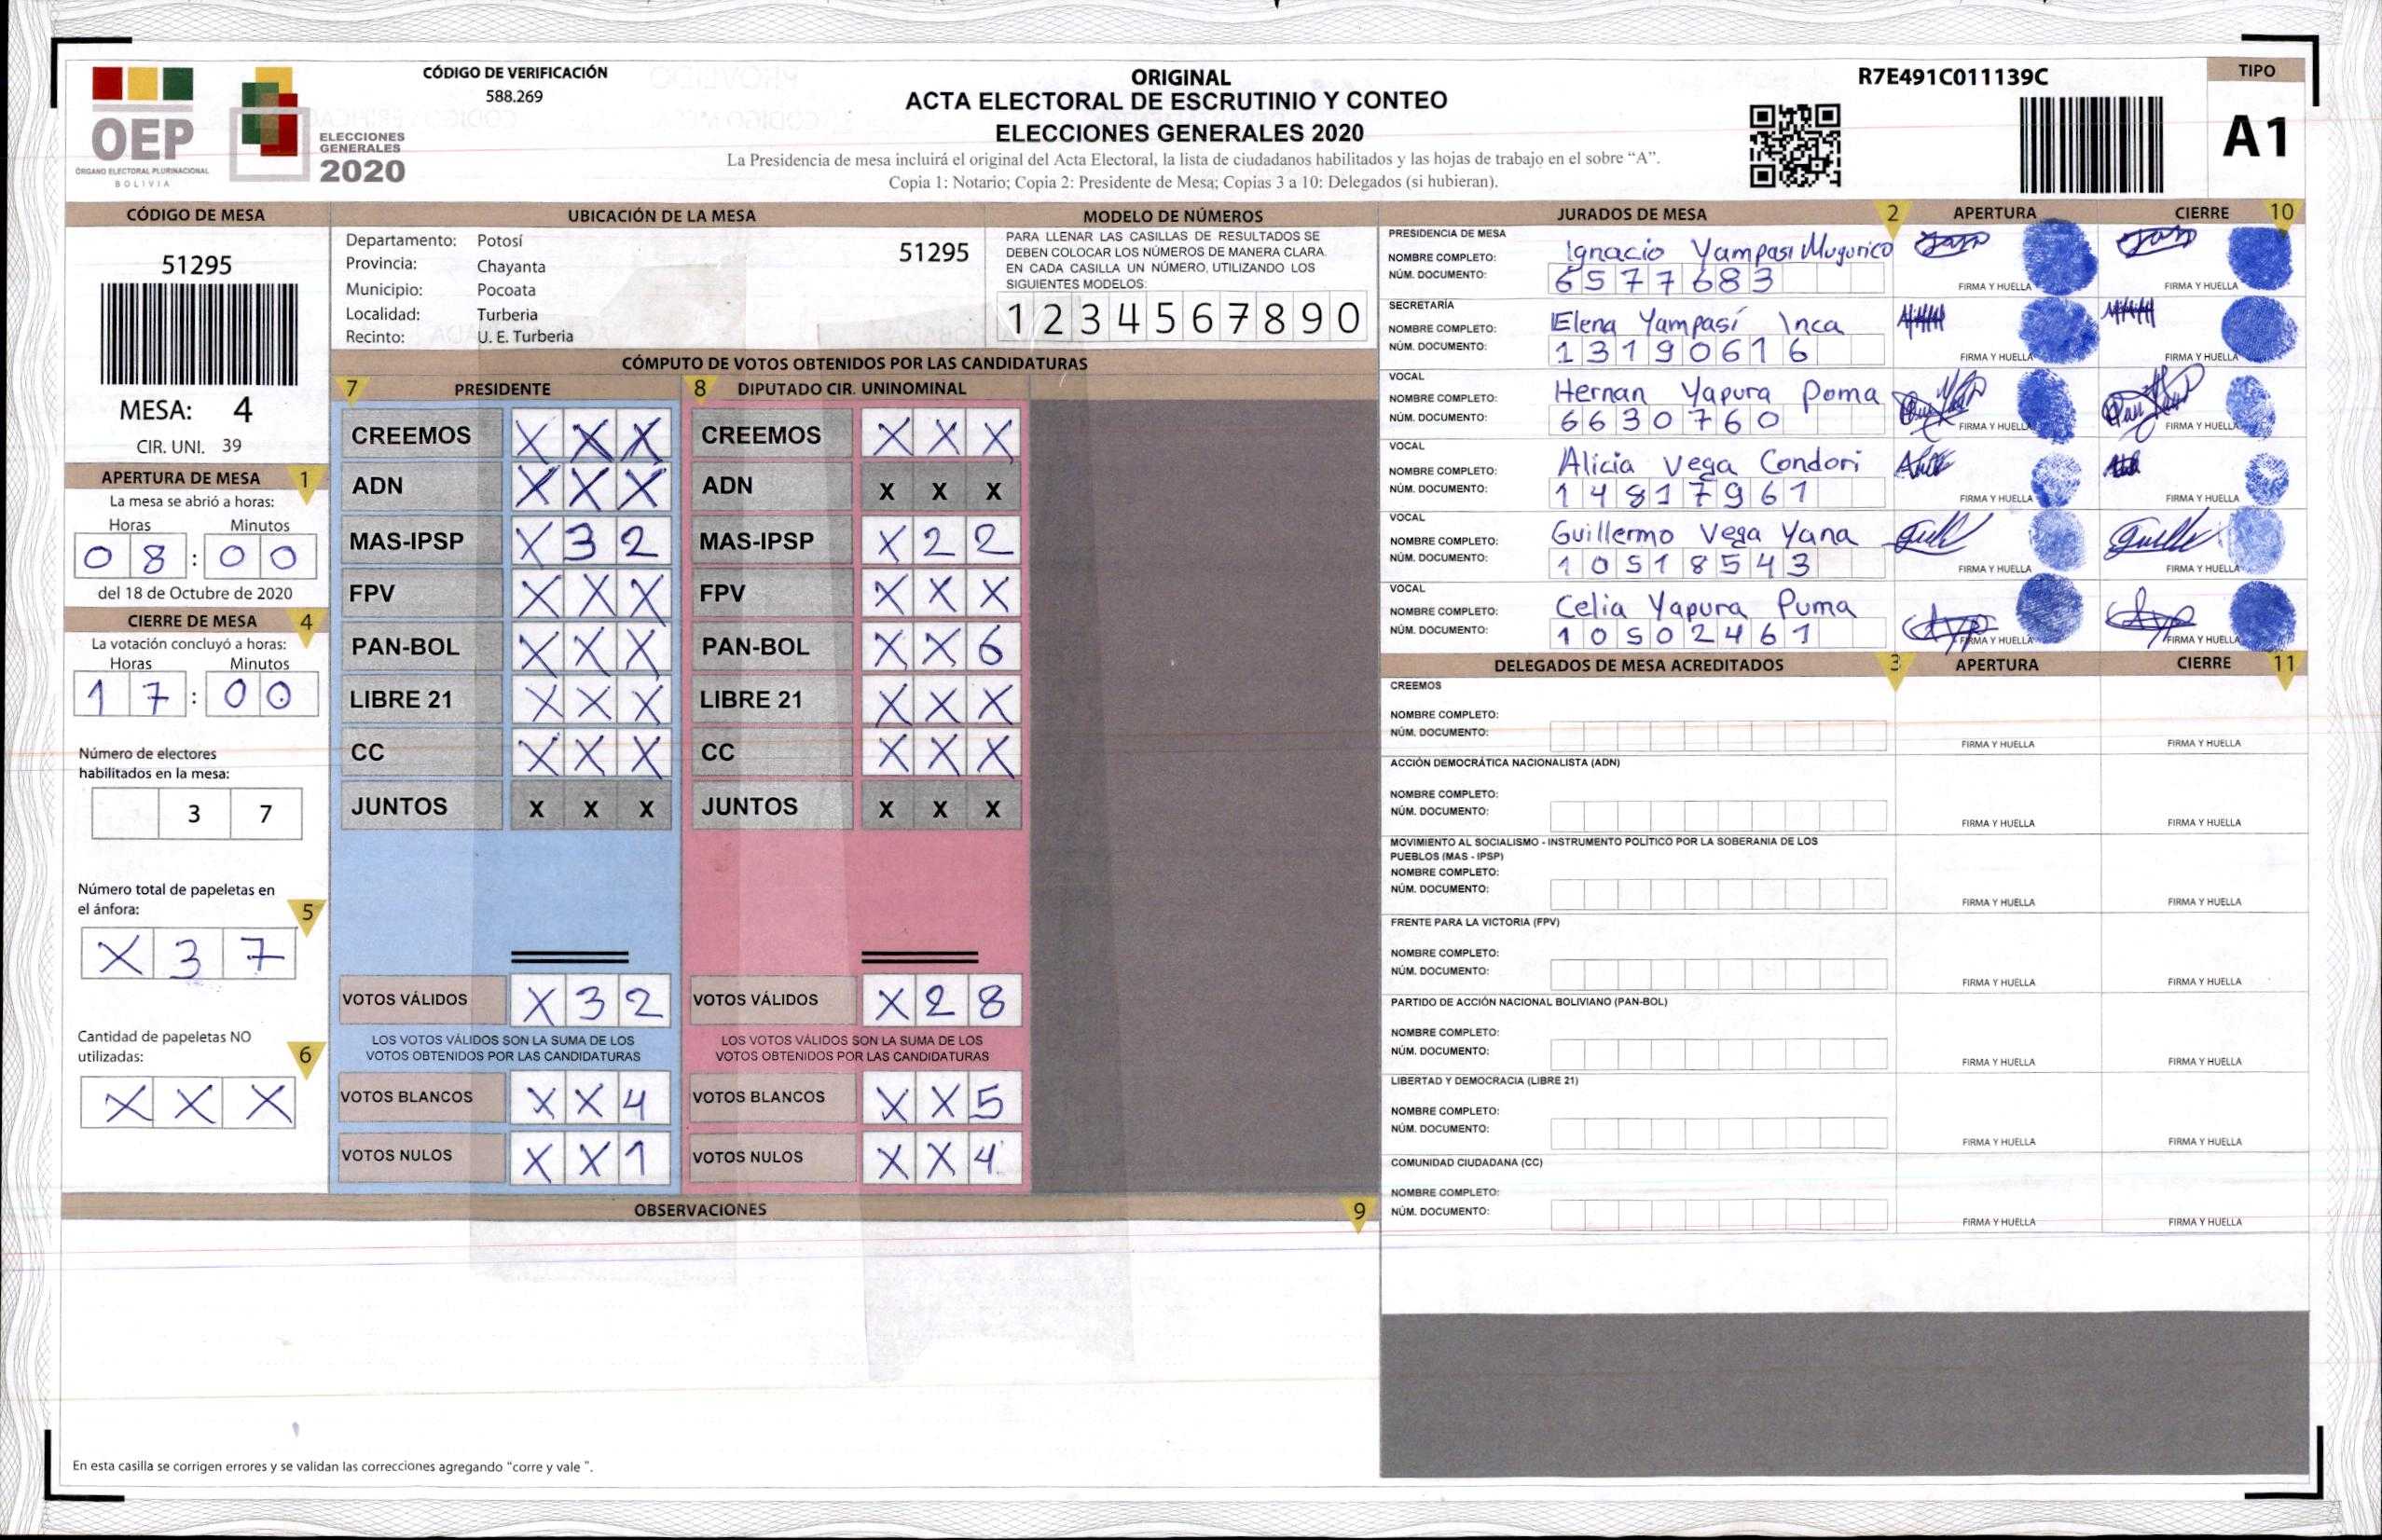 CÓDIGO DE VERIFICACIÓN
588.269
OEP
ÓRGANO ELECTORAL PLURINACIONAL
BOLIVIA
ELECCIONES
GENERALES
2020
ORIGINAL
ACTA ELECTORAL DE ESCRUTINIO Y CONTEO
ELECCIONES GENERALES 2020
La Presidencia de mesa incluirá el original del Acta Electoral, la lista de ciudadanos habilitados y las hojas de trabajo en el sobre “A”.
Copia 1: Notario; Copia 2: Presidente de Mesa; Copias 3 a 10: Delegados (si hubieran).
R7E491C011139C
TIPO
A1
CÓDIGO DE MESA
51295
MESA: 4
CIR. UNI. 39
APERTURA DE MESA 1
La mesa se abrió a horas:
Horas Minutos
0 8 : 0 0
del 18 de Octubre de 2020
CIERRE DE MESA 4
La votación concluyó a horas:
Horas Minutos
1 7 : 0 0
Número de electores
habilitados en la mesa:
3 7
Número total de papeletas en
el ánfora: 5
X 3 7
Cantidad de papeletas NO
utilizadas: 6
X X X
UBICACIÓN DE LA MESA
Departamento: Potosí 51295
Provincia: Chayanta
Municipio: Pocoata
Localidad: Turberia
Recinto: U. E. Turberia
MODELO DE NÚMEROS
PARA LLENAR LAS CASILLAS DE RESULTADOS SE
DEBEN COLOCAR LOS NÚMEROS DE MANERA CLARA.
EN CADA CASILLA UN NÚMERO, UTILIZANDO LOS
SIGUIENTES MODELOS:
1 2 3 4 5 6 7 8 9 0
CÓMPUTO DE VOTOS OBTENIDOS POR LAS CANDIDATURAS
7 PRESIDENTE 8 DIPUTADO CIR. UNINOMINAL
CREEMOS X X X CREEMOS X X X
ADN X X X ADN X X X
MAS-IPSP X 3 2 MAS-IPSP X 2 2
FPV X X X FPV X X X
PAN-BOL X X X PAN-BOL X X 6
LIBRE 21 X X X LIBRE 21 X X X
CC X X X CC X X X
JUNTOS X X X JUNTOS X X X
VOTOS VÁLIDOS X 3 2 VOTOS VÁLIDOS X 2 8
LOS VOTOS VÁLIDOS SON LA SUMA DE LOS LOS VOTOS VÁLIDOS SON LA SUMA DE LOS
VOTOS OBTENIDOS POR LAS CANDIDATURAS VOTOS OBTENIDOS POR LAS CANDIDATURAS
VOTOS BLANCOS X X 4 VOTOS BLANCOS X X 5
VOTOS NULOS X X 1 VOTOS NULOS X X 4
OBSERVACIONES 9
En esta casilla se corrigen errores y se validan las correcciones agregando “corre y vale ”.
JURADOS DE MESA 2 APERTURA CIERRE 10
PRESIDENCIA DE MESA
NOMBRE COMPLETO: Ignacio Yampasi Mugurico
NÚM. DOCUMENTO: 6577683
FIRMA Y HUELLA FIRMA Y HUELLA
SECRETARÍA
NOMBRE COMPLETO: Elena Yampasí Inca
NÚM. DOCUMENTO: 13190616
FIRMA Y HUELLA FIRMA Y HUELLA
VOCAL
NOMBRE COMPLETO: Hernan Yapura Poma
NÚM. DOCUMENTO: 6630760
FIRMA Y HUELLA FIRMA Y HUELLA
VOCAL
NOMBRE COMPLETO: Alicia Vega Condori
NÚM. DOCUMENTO: 14817961
FIRMA Y HUELLA FIRMA Y HUELLA
VOCAL
NOMBRE COMPLETO: Guillermo Vega Yana
NÚM. DOCUMENTO: 10518543
FIRMA Y HUELLA FIRMA Y HUELLA
VOCAL
NOMBRE COMPLETO: Celia Yapura Puma
NÚM. DOCUMENTO: 10502461
FIRMA Y HUELLA FIRMA Y HUELLA
DELEGADOS DE MESA ACREDITADOS 3 APERTURA CIERRE 11
CREEMOS
NOMBRE COMPLETO:
NÚM. DOCUMENTO:
FIRMA Y HUELLA FIRMA Y HUELLA
ACCIÓN DEMOCRÁTICA NACIONALISTA (ADN)
NOMBRE COMPLETO:
NÚM. DOCUMENTO:
FIRMA Y HUELLA FIRMA Y HUELLA
MOVIMIENTO AL SOCIALISMO - INSTRUMENTO POLÍTICO POR LA SOBERANIA DE LOS
PUEBLOS (MAS - IPSP)
NOMBRE COMPLETO:
NÚM. DOCUMENTO:
FIRMA Y HUELLA FIRMA Y HUELLA
FRENTE PARA LA VICTORIA (FPV)
NOMBRE COMPLETO:
NÚM. DOCUMENTO:
FIRMA Y HUELLA FIRMA Y HUELLA
PARTIDO DE ACCIÓN NACIONAL BOLIVIANO (PAN-BOL)
NOMBRE COMPLETO:
NÚM. DOCUMENTO:
FIRMA Y HUELLA FIRMA Y HUELLA
LIBERTAD Y DEMOCRACIA (LIBRE 21)
NOMBRE COMPLETO:
NÚM. DOCUMENTO:
FIRMA Y HUELLA FIRMA Y HUELLA
COMUNIDAD CIUDADANA (CC)
NOMBRE COMPLETO:
NÚM. DOCUMENTO:
FIRMA Y HUELLA FIRMA Y HUELLA